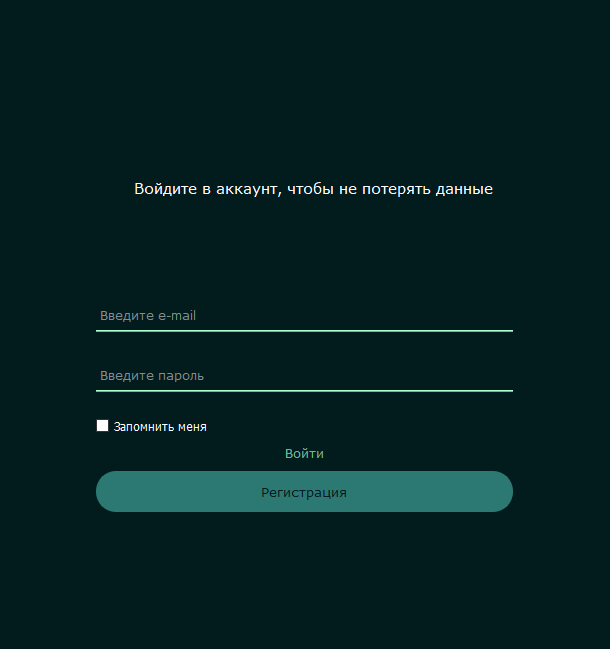 Войдите в аккаунт, чтобы не потерять данные
Введите e-mail
Введите пароль
Запомнить меня
Войти
Регистрация